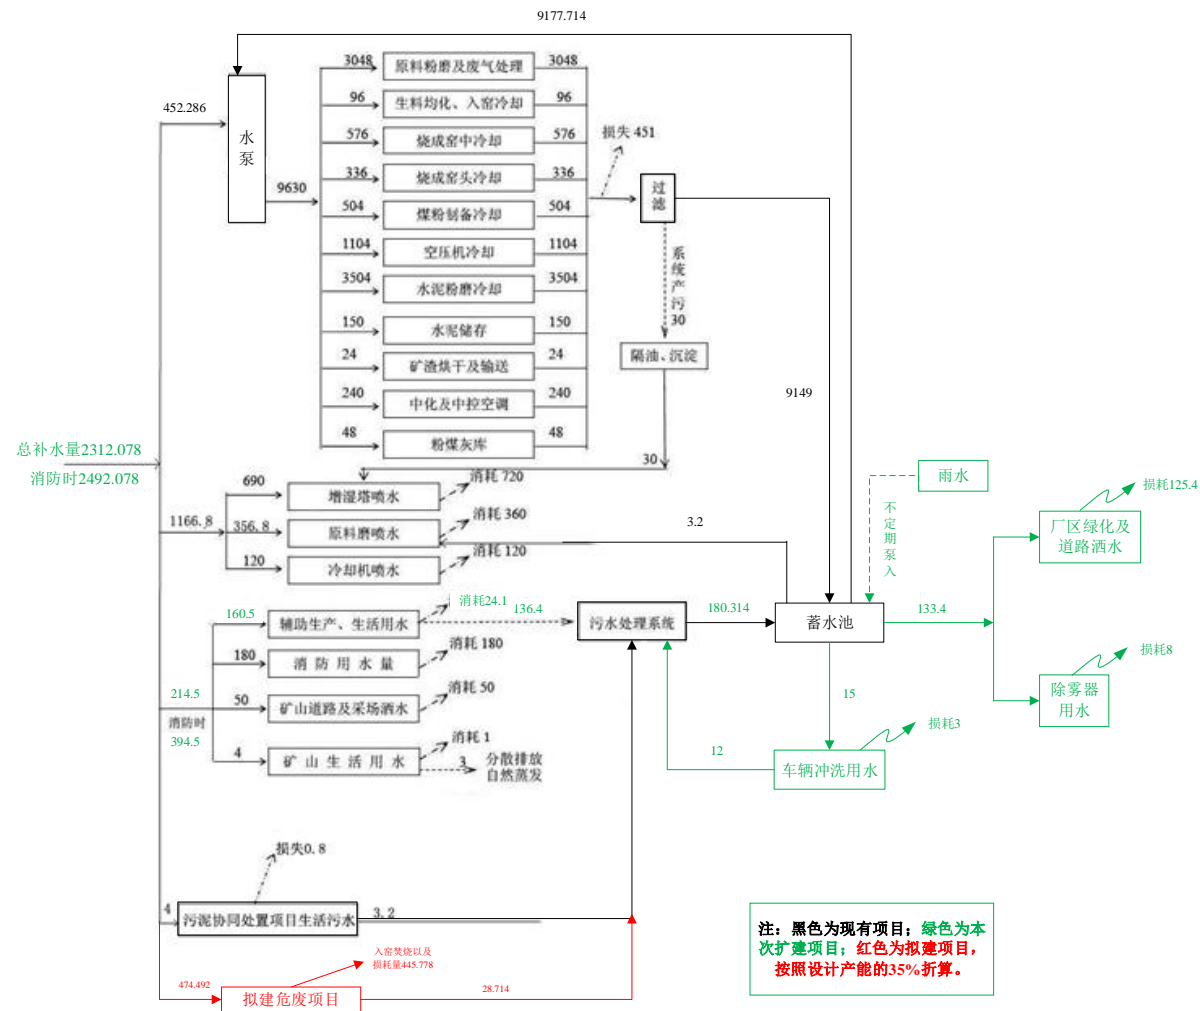 9177.714
452.286
水
泵
9630
3048
原料粉磨及废气处理
3048
96
生料均化、入窑冷却
96
576
烧成窑中冷却
576
336
烧成窑头冷却
336
504
煤粉制备冷却
504
1104
空压机冷却
1104
3504
水泥粉磨冷却
3504
150
水泥储存
150
24
矿渣烘干及输送
24
240
中化及中控空调
240
48
粉煤灰库
48
损失 451
过
滤
系
统
产
污
30
隔油、沉淀
30
9149
总补水量2312.078
消防时2492.078
1166.8
690
增湿塔喷水
消耗 720
356.8
原料磨喷水
消耗 360
120
冷却机喷水
消耗 120
3.2
雨水
不
定
期
泵
入
损耗125.4
厂区绿化及
道路洒水
160.5
辅助生产、生活用水
消耗24.1
136.4
污水处理系统
180.314
蓄水池
133.4
180
消 防 用 水 量
消耗 180
214.5
消防时
394.5
50
矿山道路及采场洒水
消耗 50
4
矿 山 生 活 用 水
消耗 1
3
分散排放
自然蒸发
损耗8
除雾器
用水
15
损耗3
12
车辆冲洗用水
损失0.8
4
污泥协同处置项目生活污水
3.2
入窑焚烧以及
损耗量445.778
474.492
拟建危废项目
28.714
注：黑色为现有项目；绿色为本
次扩建项目；红色为拟建项目，
按照设计产能的35%折算。